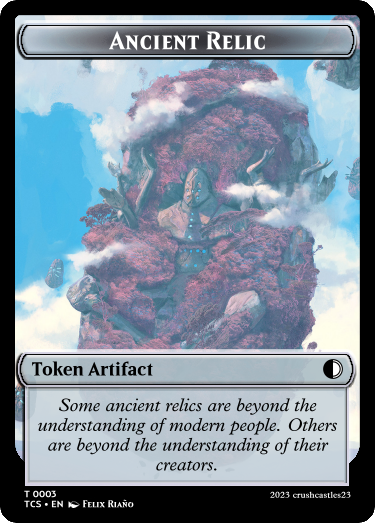 Ancient Relic
Token Artifact
Some ancient relics are beyond the
understanding of modern people. Others
are beyond the understanding of their
creators.
T 0003
TCS • EN Felix Riaño
2023 crushcastles23